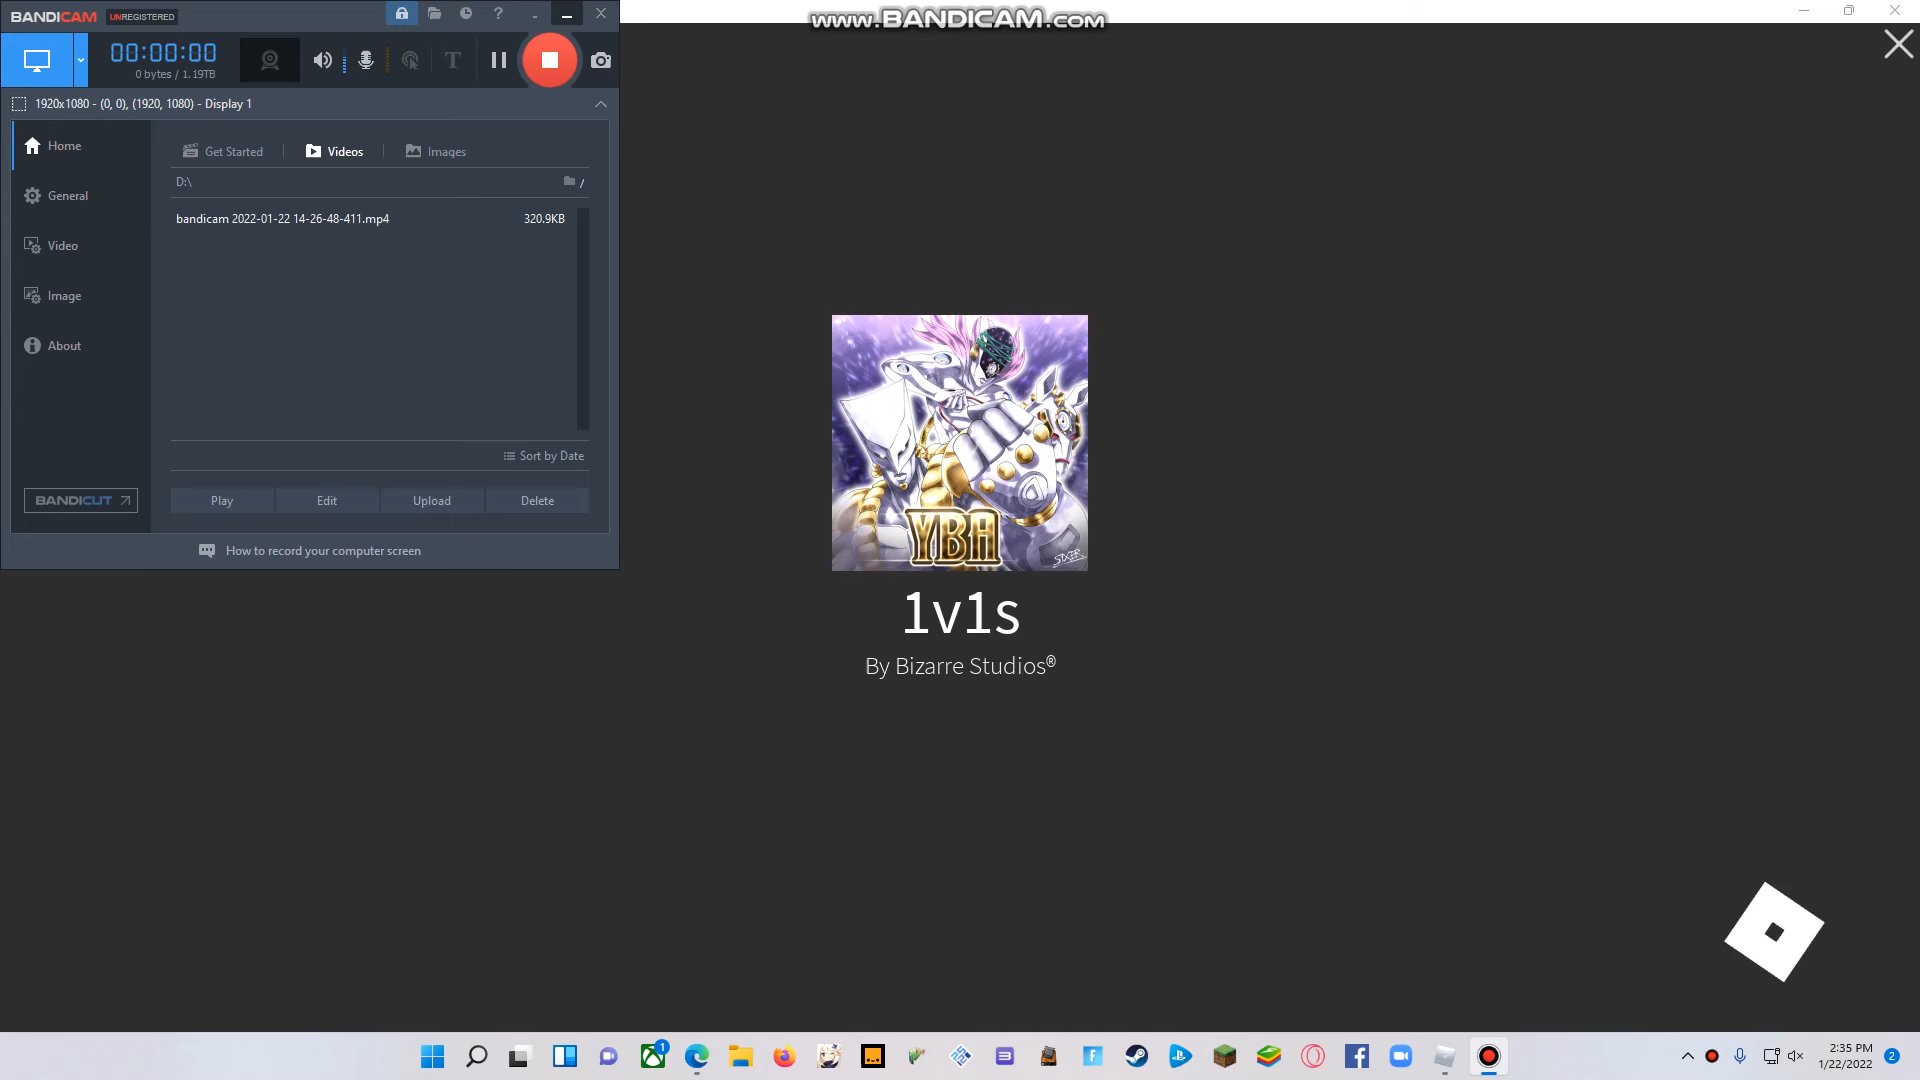 BANDICAM UNREGISTERED
www.BANDICAM.COM
00:00:00
0 bytes / 1.19TB
1920x1080 - (0, 0), (1920, 1080) - Display 1
Home
General
Video
Image
About
BANDICUT
Get Started
Videos
Images
D:\
bandicam 2022-01-22 14-26-48-411.mp4 320.9KB
Sort by Date
Play Edit Upload Delete
How to record your computer screen
YBA
SIXER
1v1s
By Bizarre Studios®
1
2:35 PM
1/22/2022
2